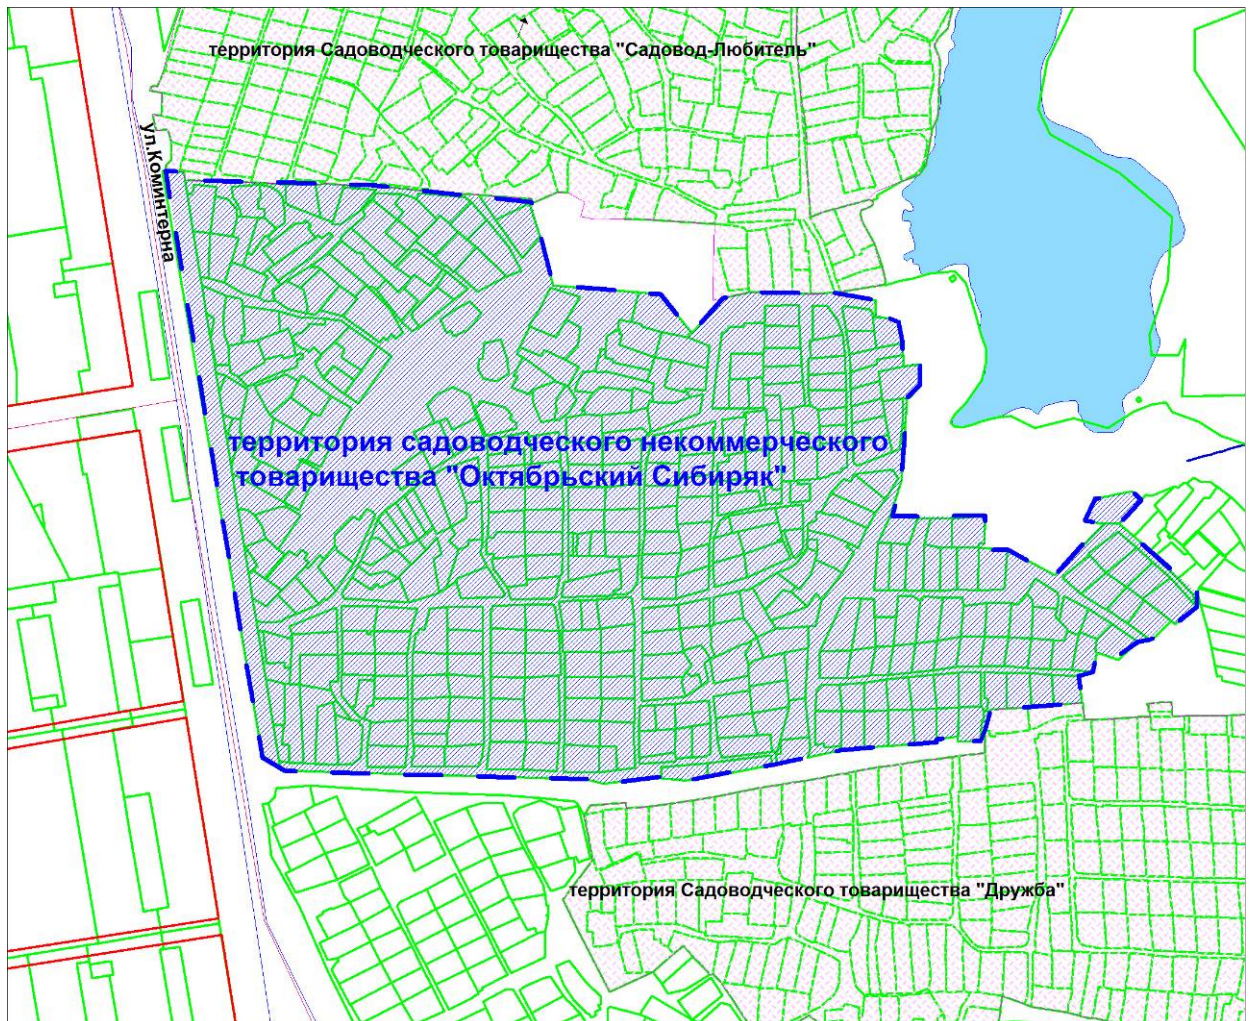 территория Садоводческого товарищества "Садовод-Любитель"
ул.Коминтерна
территория садоводческого некоммерческого
товарищества "Октябрьский Сибиряк"
территория Садоводческого товарищества "Дружба"